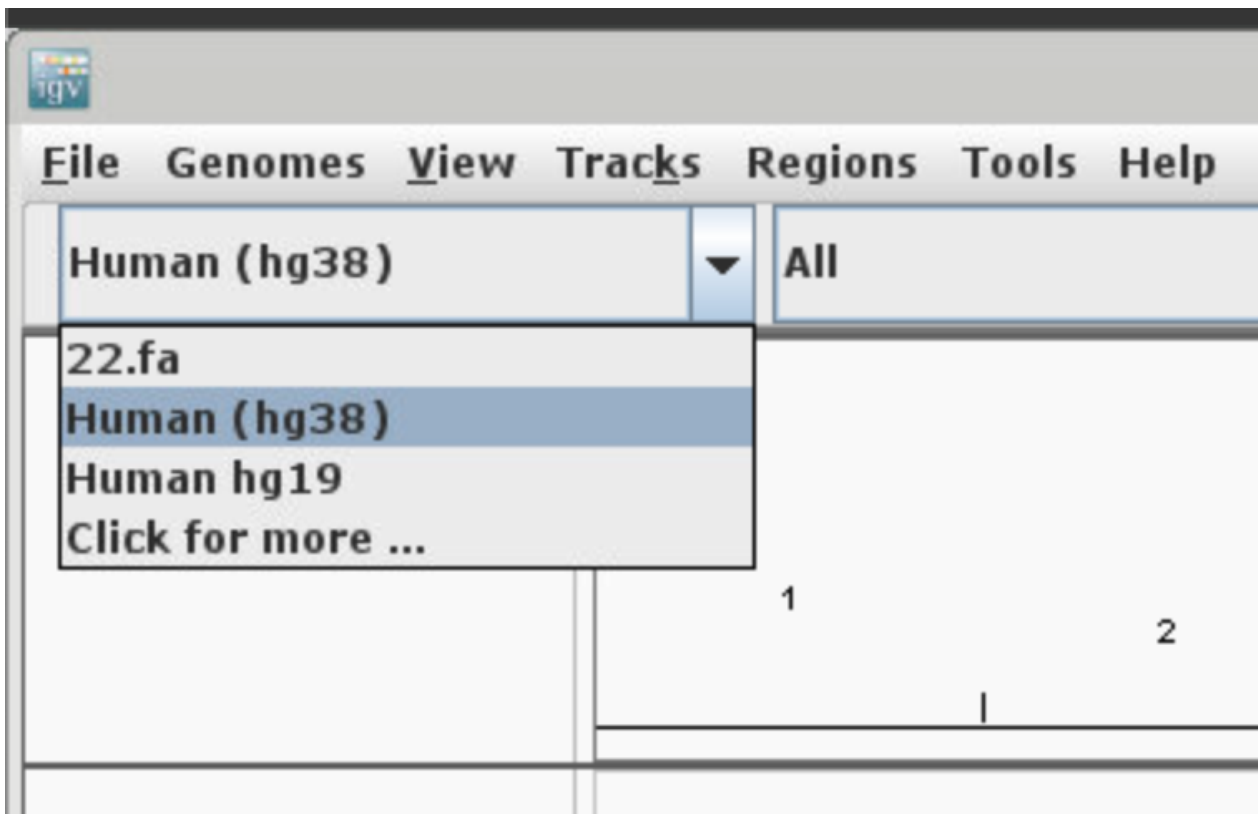 igv
File Genomes View Tracks Regions Tools Help
Human (hg38) All
22.fa
Human (hg38)
Human hg19
Click for more ...
1
2